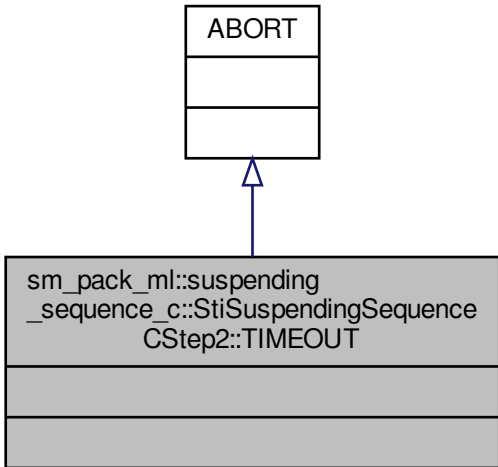 ABORT
sm_pack_ml::suspending
_sequence_c::StiSuspendingSequence
CStep2::TIMEOUT